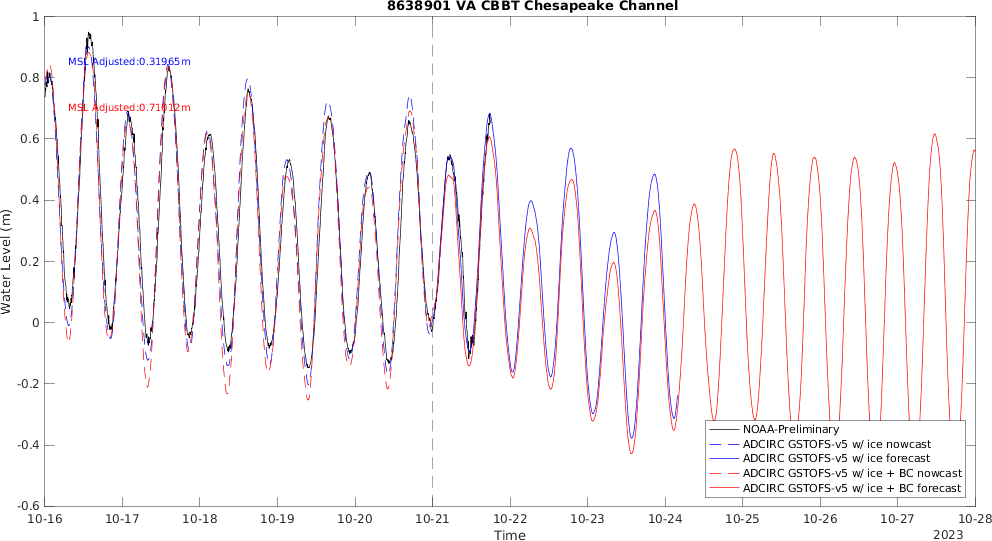 8638901 VA CBBT Chesapeake Channel
1
0.8
0.6
0.4
0.2
0
-0.2
-0.4
-0.6
Water Level (m)
MSL Adjusted:0.31965m
MSL Adjusted:0.71012m
NOAA-Preliminary
ADCIRC GSTOFS-v5 w/ ice nowcast
ADCIRC GSTOFS-v5 w/ ice forecast
ADCIRC GSTOFS-v5 w/ ice + BC nowcast
ADCIRC GSTOFS-v5 w/ ice + BC forecast
10-16 10-17 10-18 10-19 10-20 10-21 10-22 10-23 10-24 10-25 10-26 10-27 10-28
Time
2023